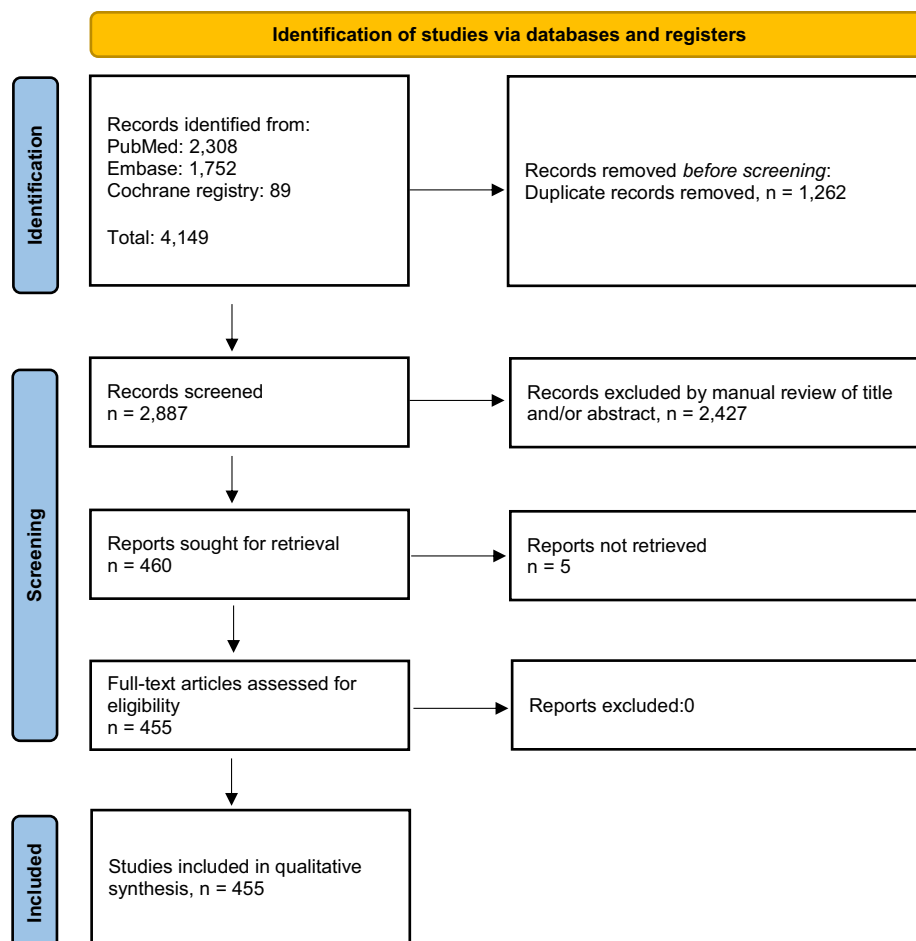 Identification of studies via databases and registers
Identification
Records identified from:
PubMed: 2,308
Embase: 1,752
Cochrane registry: 89
Total: 4,149
Records removed before screening:
Duplicate records removed, n = 1,262
Screening
Records screened
n = 2,887
Records excluded by manual review of title
and/or abstract, n = 2,427
Reports sought for retrieval
n = 460
Reports not retrieved
n = 5
Full-text articles assessed for
eligibility
n = 455
Reports excluded:0
Included
Studies included in qualitative
synthesis, n = 455